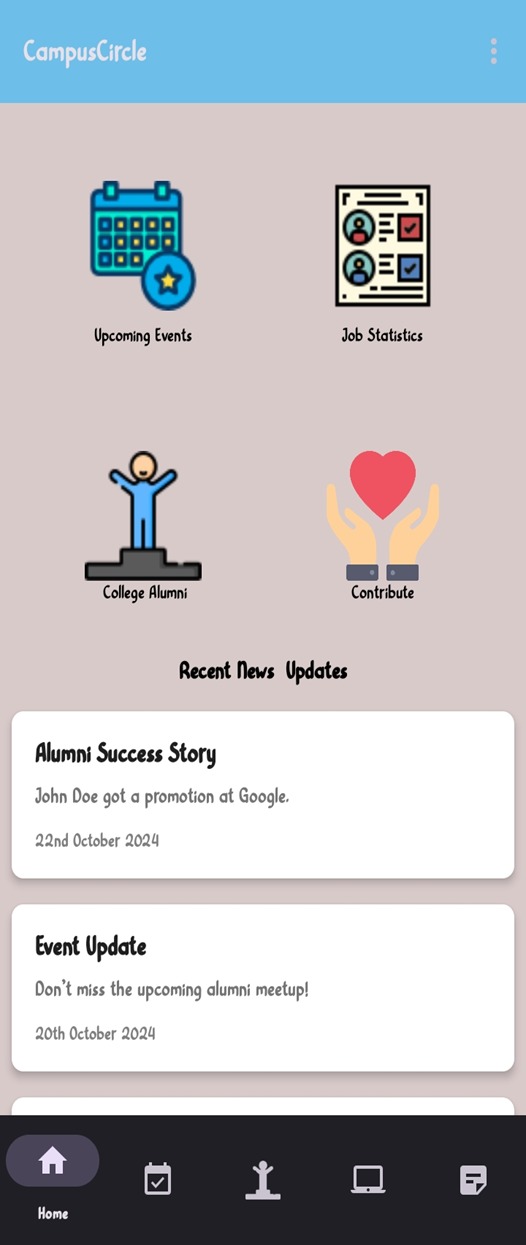 CampusCircle
Upcoming Events
Job Statistics
College Alumni
Contribute
Recent News Updates
Alumni Success Story
John Doe got a promotion at Google.
22nd October 2024
Event Update
Don't miss the upcoming alumni meetup!
20th October 2024
Home